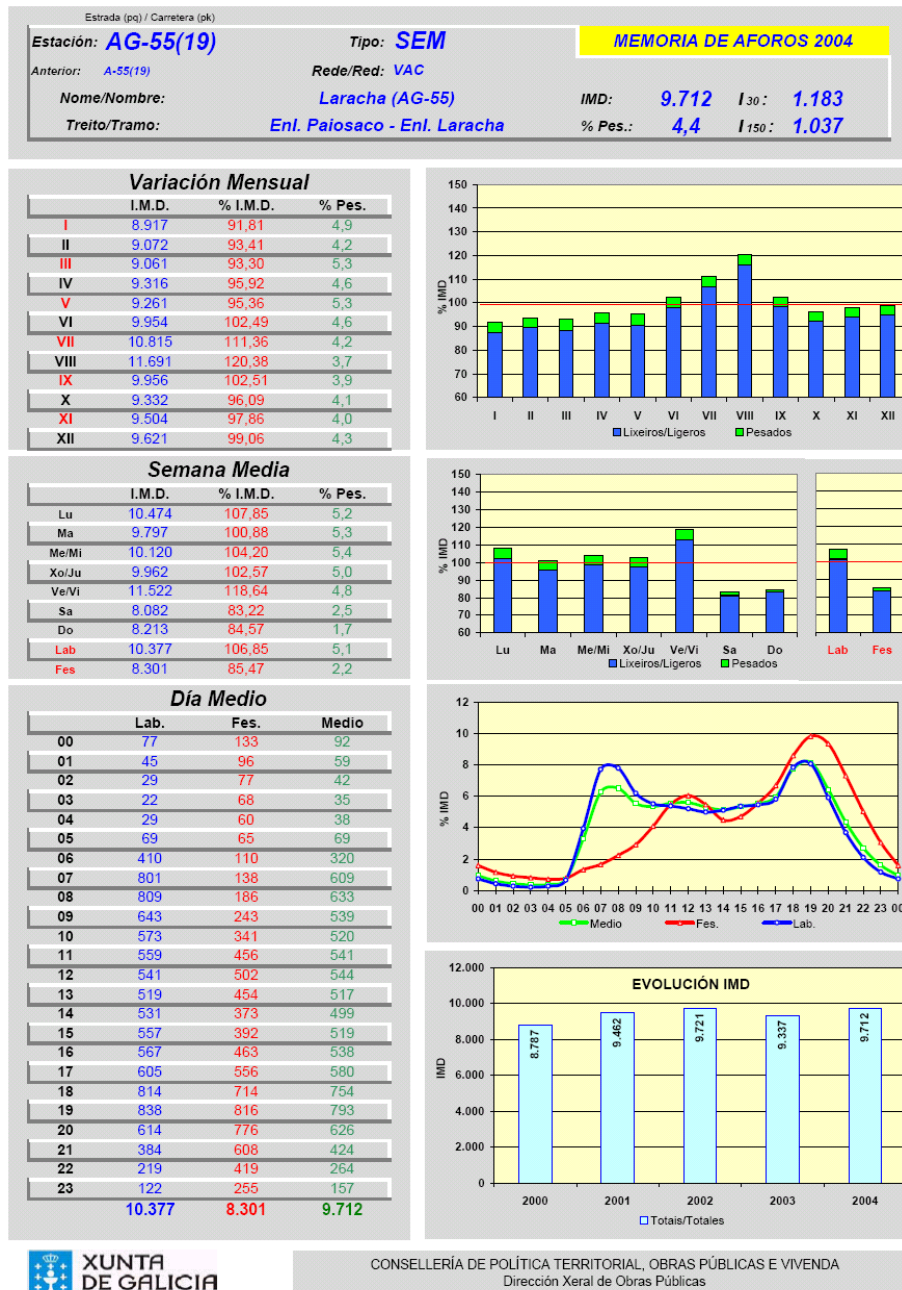 Estrada (pq) / Carretera (pk)
Estación: AG-55(19) Tipo: SEM MEMORIA DE AFOROS 2004
Anterior: A-55(19) Rede/Red: VAC
Nome/Nombre: Laracha (AG-55) IMD: 9.712 I 30 : 1.183
Treito/Tramo: Enl. Paiosaco - Enl. Laracha % Pes.: 4,4 I 150 : 1.037
Variación Mensual
I.M.D. % I.M.D. % Pes.
I 8.917 91,81 4,9
II 9.072 93,41 4,2
III 9.061 93,30 5,3
IV 9.316 95,92 4,6
V 9.261 95,36 5,3
VI 9.954 102,49 4,6
VII 10.815 111,36 4,2
VIII 11.691 120,38 3,7
IX 9.956 102,51 3,9
X 9.332 96,09 4,1
XI 9.504 97,86 4,0
XII 9.621 99,06 4,3
150
140
130
120
110
100
90
80
70
60
% IMD
I II III IV V VI VII VIII IX X XI XII
Lixeiros/Ligeros Pesados
Semana Media
I.M.D. % I.M.D. % Pes.
Lu 10.474 107,85 5,2
Ma 9.797 100,88 5,3
Me/Mi 10.120 104,20 5,4
Xo/Ju 9.962 102,57 5,0
Ve/Vi 11.522 118,64 4,8
Sa 8.082 83,22 2,5
Do 8.213 84,57 1,7
Lab 10.377 106,85 5,1
Fes 8.301 85,47 2,2
150
140
130
120
110
100
90
80
70
60
% IMD
Lu Ma Me/Mi Xo/Ju Ve/Vi Sa Do Lab Fes
Lixeiros/Ligeros Pesados
Día Medio
Lab. Fes. Medio
00 77 133 92
01 45 96 59
02 29 77 42
03 22 68 35
04 29 60 38
05 69 65 69
06 410 110 320
07 801 138 609
08 809 186 633
09 643 243 539
10 573 341 520
11 559 456 541
12 541 502 544
13 519 454 517
14 531 373 499
15 557 392 519
16 567 463 538
17 605 556 580
18 814 714 754
19 838 816 793
20 614 776 626
21 384 608 424
22 219 419 264
23 122 255 157
10.377 8.301 9.712
12
10
8
6
4
2
0
% IMD
00 01 02 03 04 05 06 07 08 09 10 11 12 13 14 15 16 17 18 19 20 21 22 23 00
Medio Fes. Lab.
EVOLUCIÓN IMD
12.000
10.000
8.000
6.000
4.000
2.000
0
IMD
8.787 9.462 9.721 9.337 9.712
2000 2001 2002 2003 2004
Totais/Totales
XUNTA
DE GALICIA
CONSELLERÍA DE POLÍTICA TERRITORIAL, OBRAS PÚBLICAS E VIVENDA
Dirección Xeral de Obras Públicas